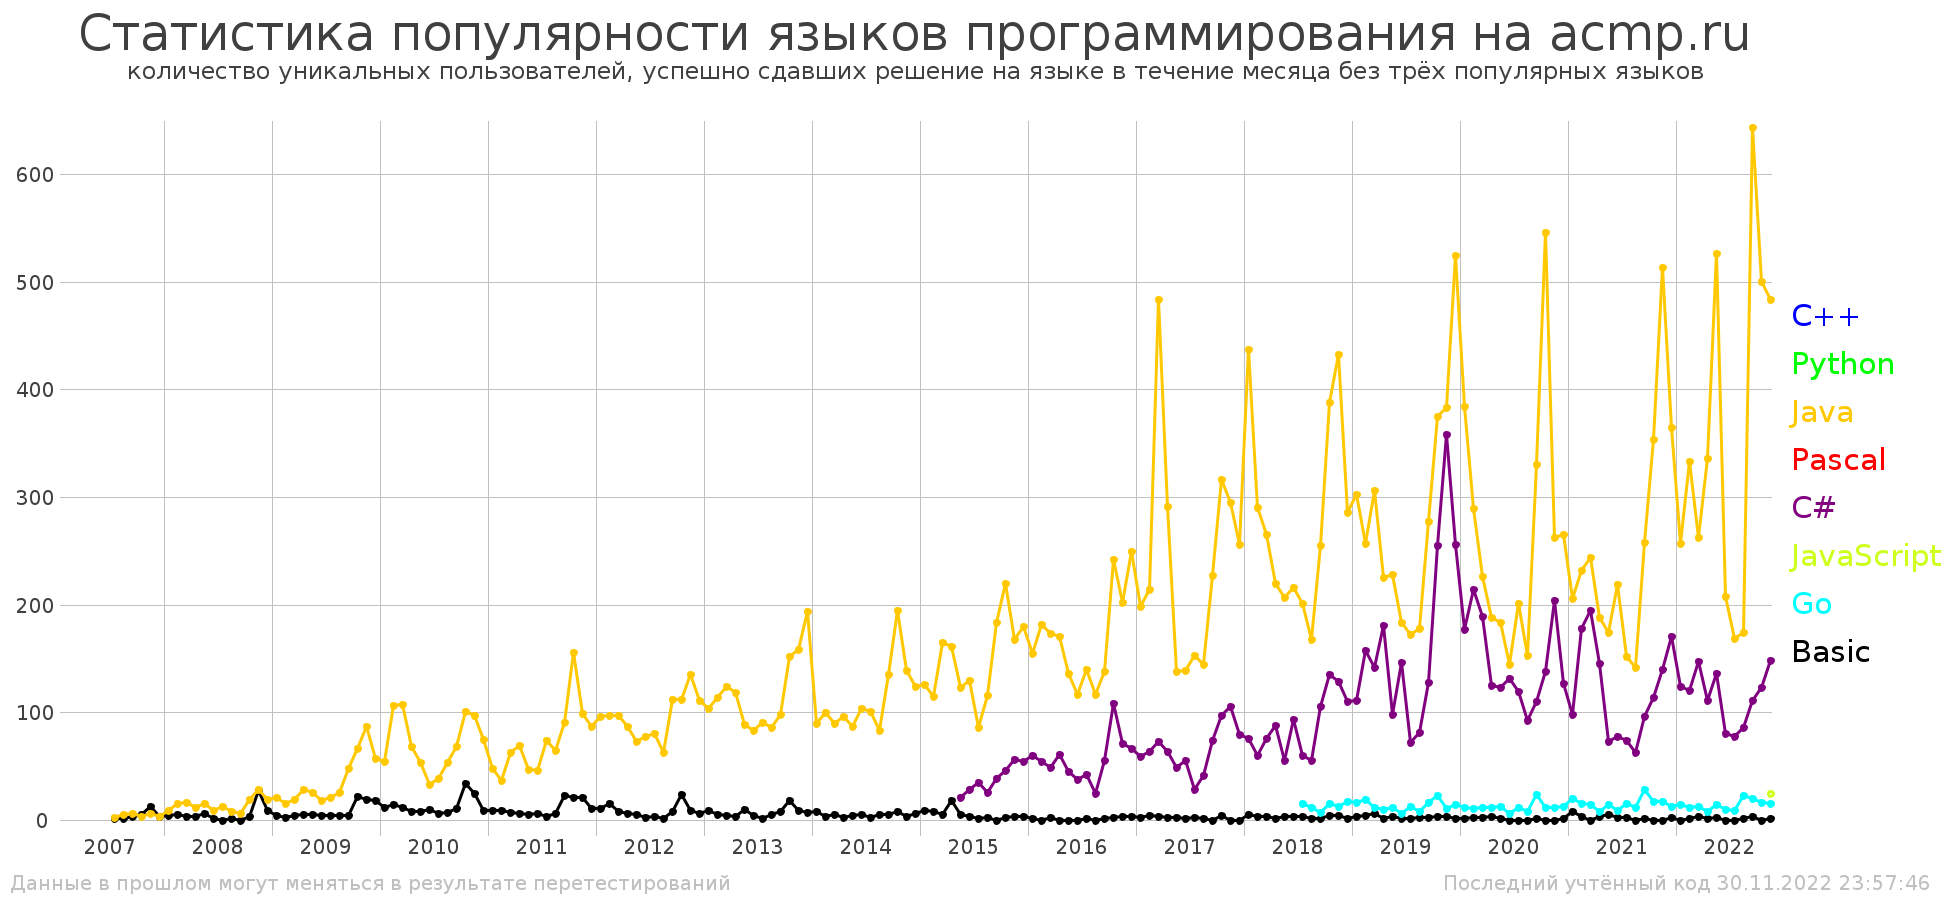 Статистика популярности языков программирования на acmp.ru
количество уникальных пользователей, успешно сдавших решение на языке в течение месяца без трёх популярных языков
600
500
400
300
200
100
0
C++
Python
Java
Pascal
C#
JavaScript
Go
Basic
2007 2008 2009 2010 2011 2012 2013 2014 2015 2016 2017 2018 2019 2020 2021 2022
Данные в прошлом могут меняться в результате перетестирований
Последний учтённый код 30.11.2022 23:57:46